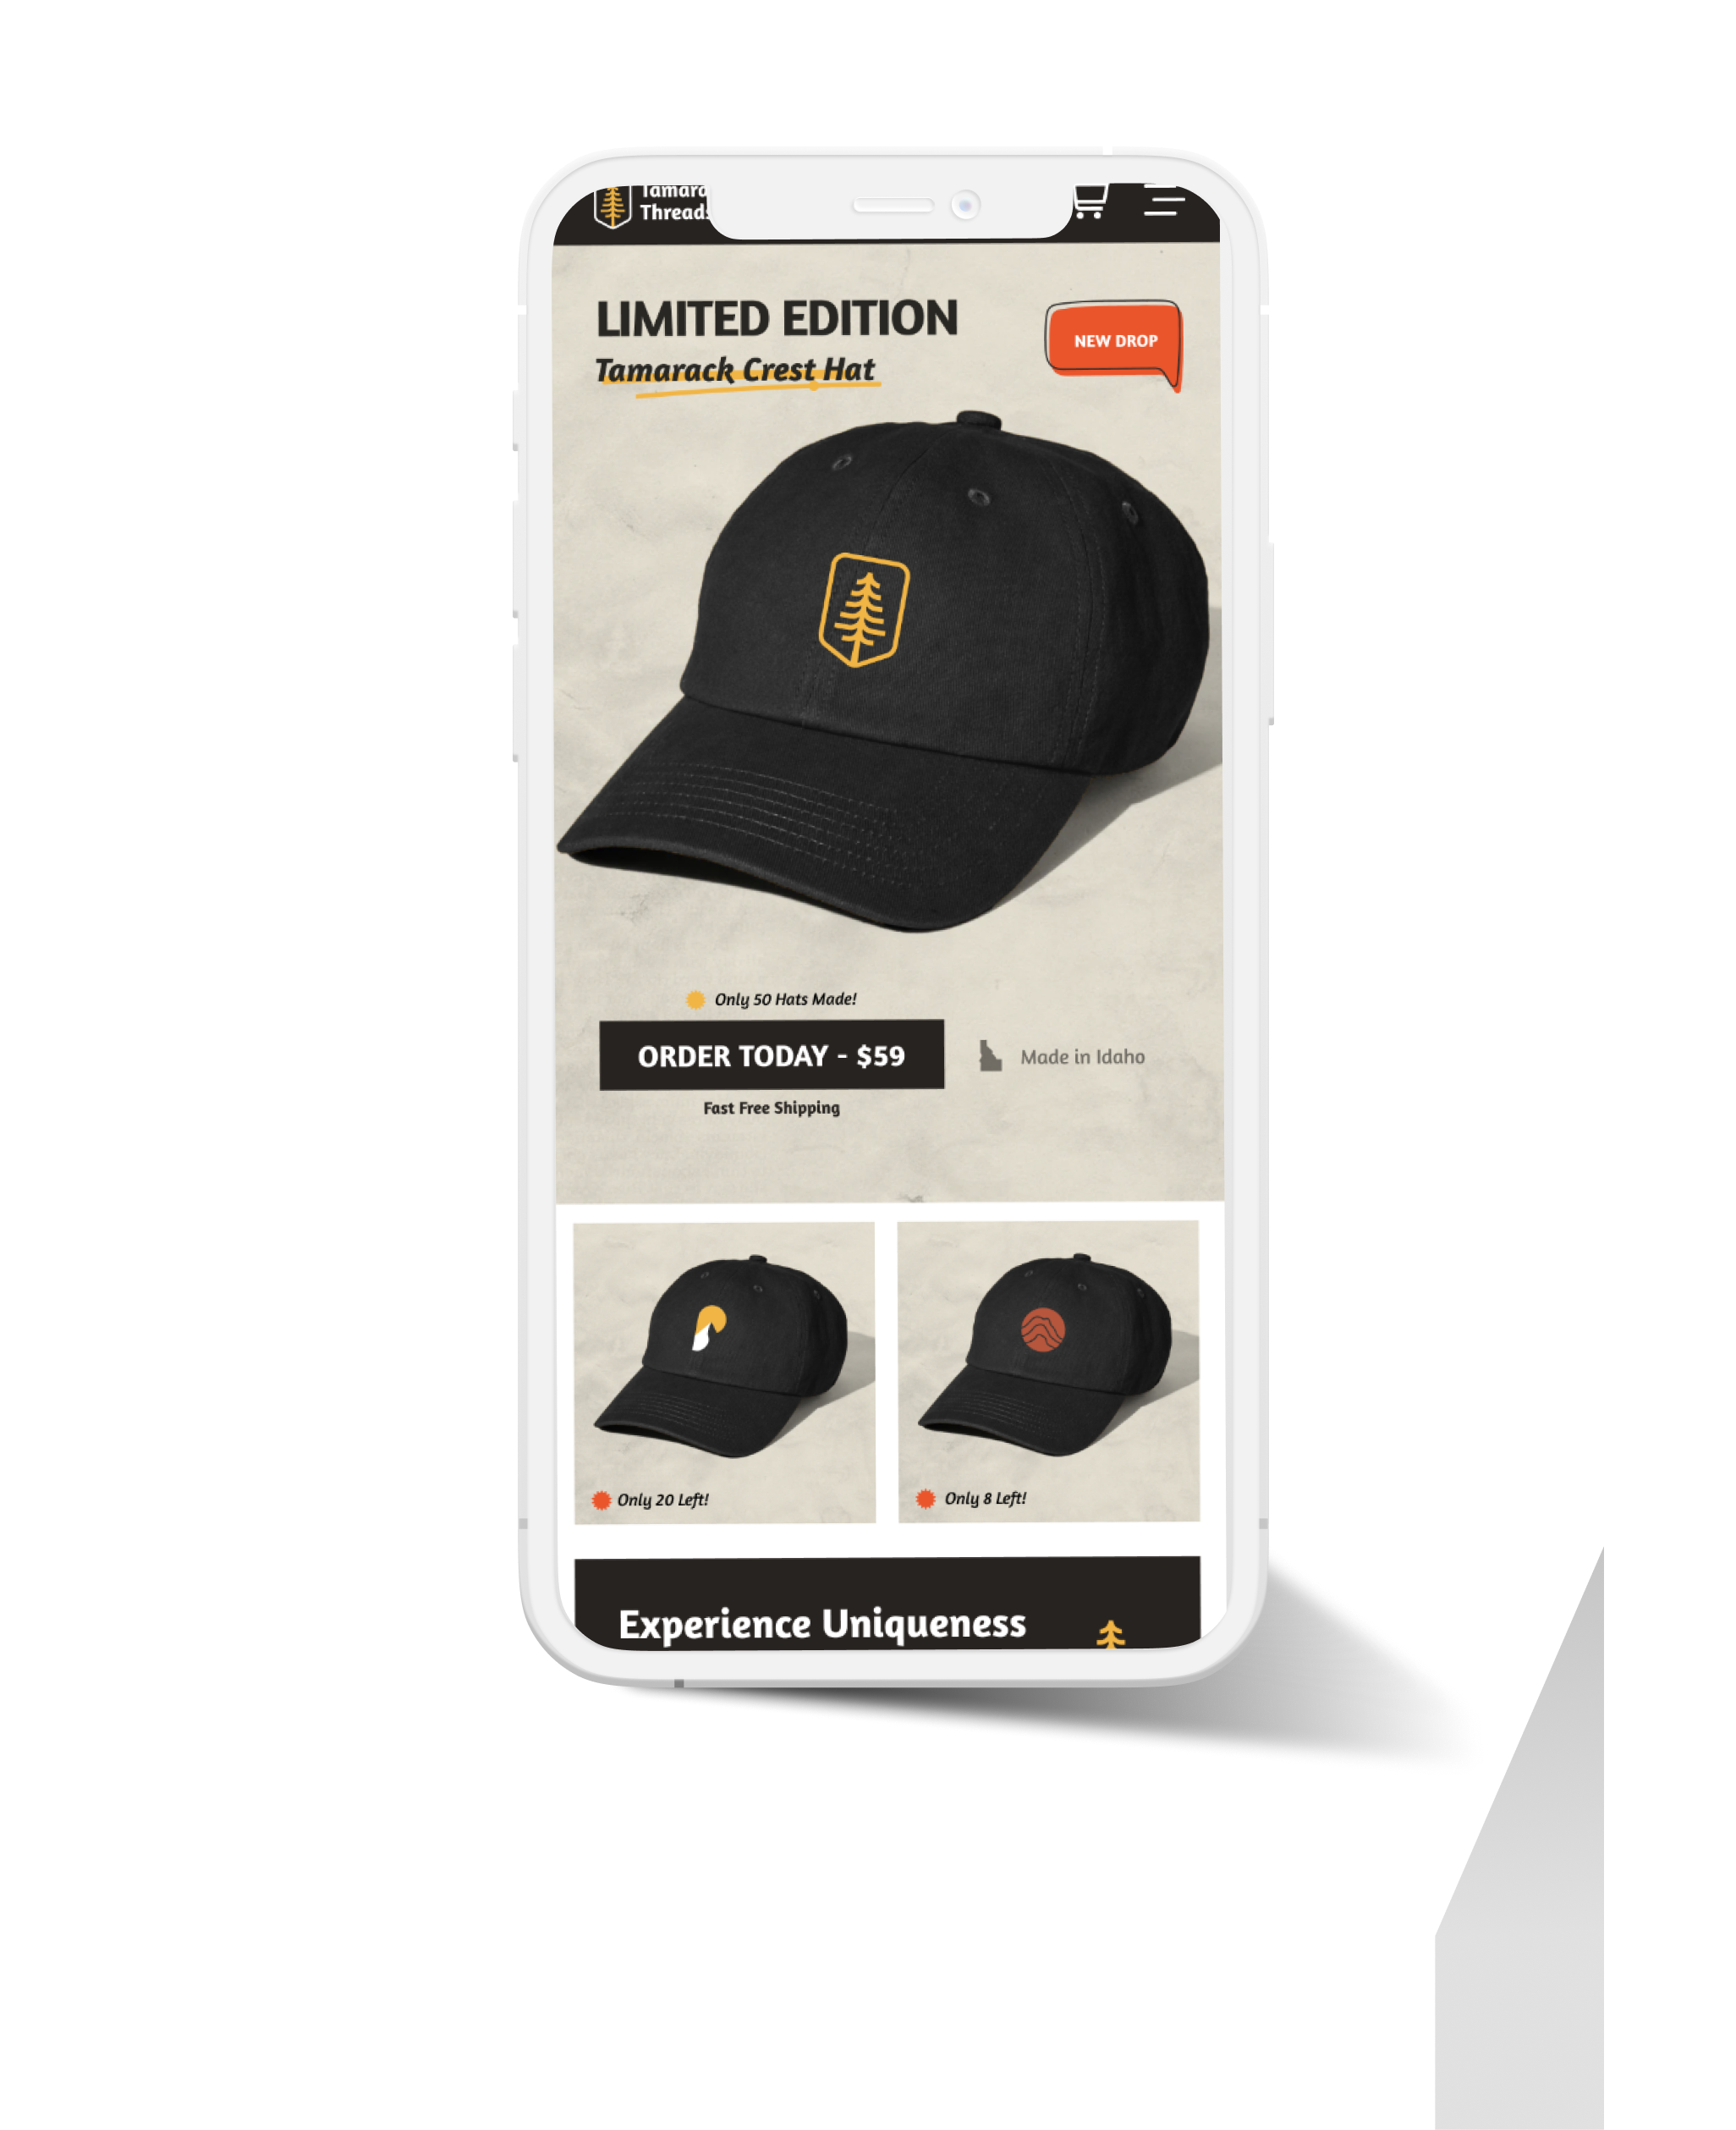 Threads
LIMITED EDITION
Tamarack Crest Hat
NEW DROP
Only 50 Hats Made!
ORDER TODAY - $59
Made in Idaho
Fast Free Shipping
Only 20 Left!
Only 8 Left!
Experience Uniqueness